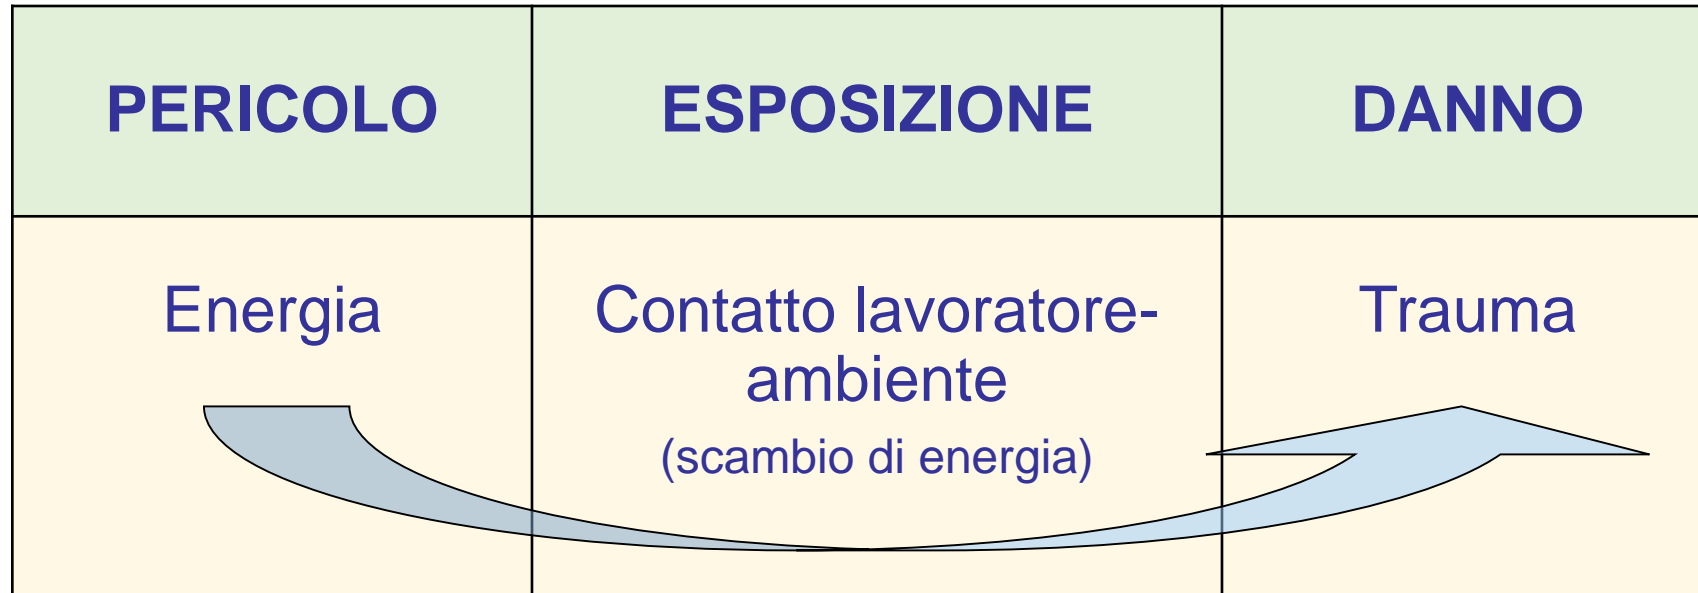 PERICOLO
ESPOSIZIONE
DANNO
Energia
Contatto lavoratore-
ambiente
(scambio di energia)
Trauma